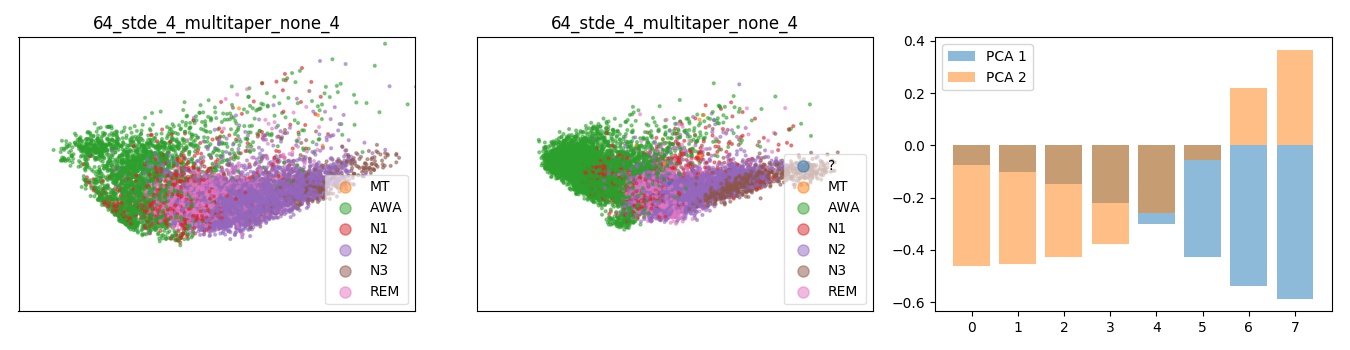 64_stde_4_multitaper_none_4
MT
AWA
N1
N2
N3
REM
64_stde_4_multitaper_none_4
?
MT
AWA
N1
N2
N3
REM
PCA 1
PCA 2
0.4
0.2
0.0
−0.2
−0.4
−0.6
0 1 2 3 4 5 6 7